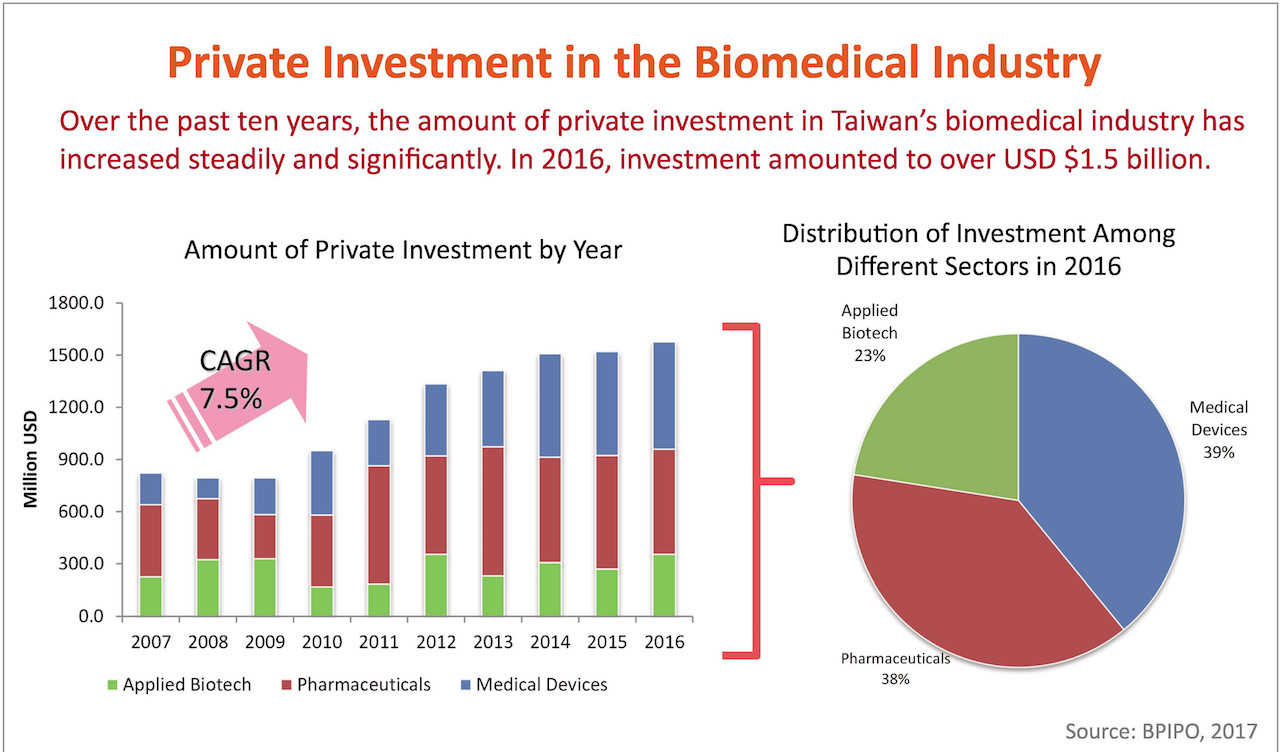 Private Investment in the Biomedical Industry
Over the past ten years, the amount of private investment in Taiwan’s biomedical industry has
increased steadily and significantly. In 2016, investment amounted to over USD $1.5 billion.
Amount of Private Investment by Year
Million USD
1800.0
1500.0
1200.0
900.0
600.0
300.0
0.0
CAGR
7.5%
2007 2008 2009 2010 2011 2012 2013 2014 2015 2016
Applied Biotech Pharmaceuticals Medical Devices
Distribution of Investment Among
Different Sectors in 2016
Applied
Biotech
23%
Medical
Devices
39%
Pharmaceuticals
38%
Source: BPIPO, 2017